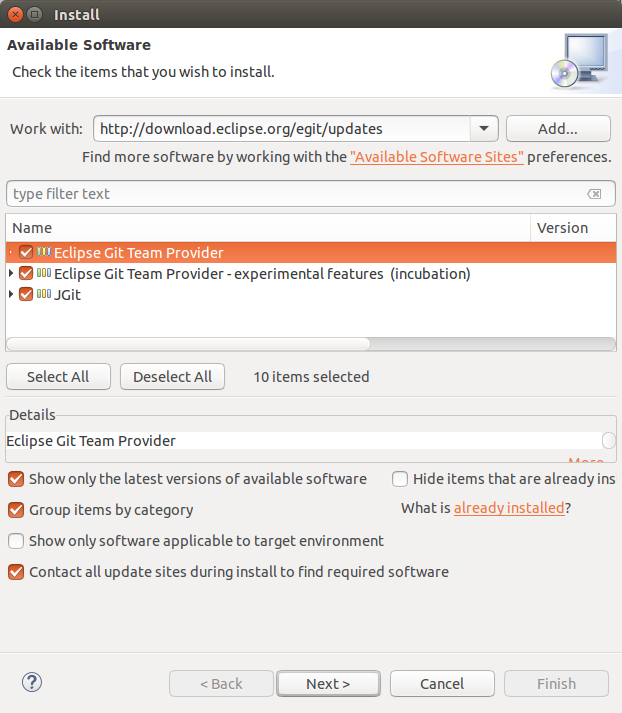 Install
Available Software
Check the items that you wish to install.
Work with: http://download.eclipse.org/egit/updates Add...
Find more software by working with the "Available Software Sites" preferences.
type filter text
Name Version
Eclipse Git Team Provider
Eclipse Git Team Provider - experimental features (incubation)
JGit
Select All Deselect All 10 items selected
Details
Eclipse Git Team Provider
More...
Show only the latest versions of available software Hide items that are already ins
Group items by category What is already installed?
Show only software applicable to target environment
Contact all update sites during install to find required software
? < Back Next > Cancel Finish